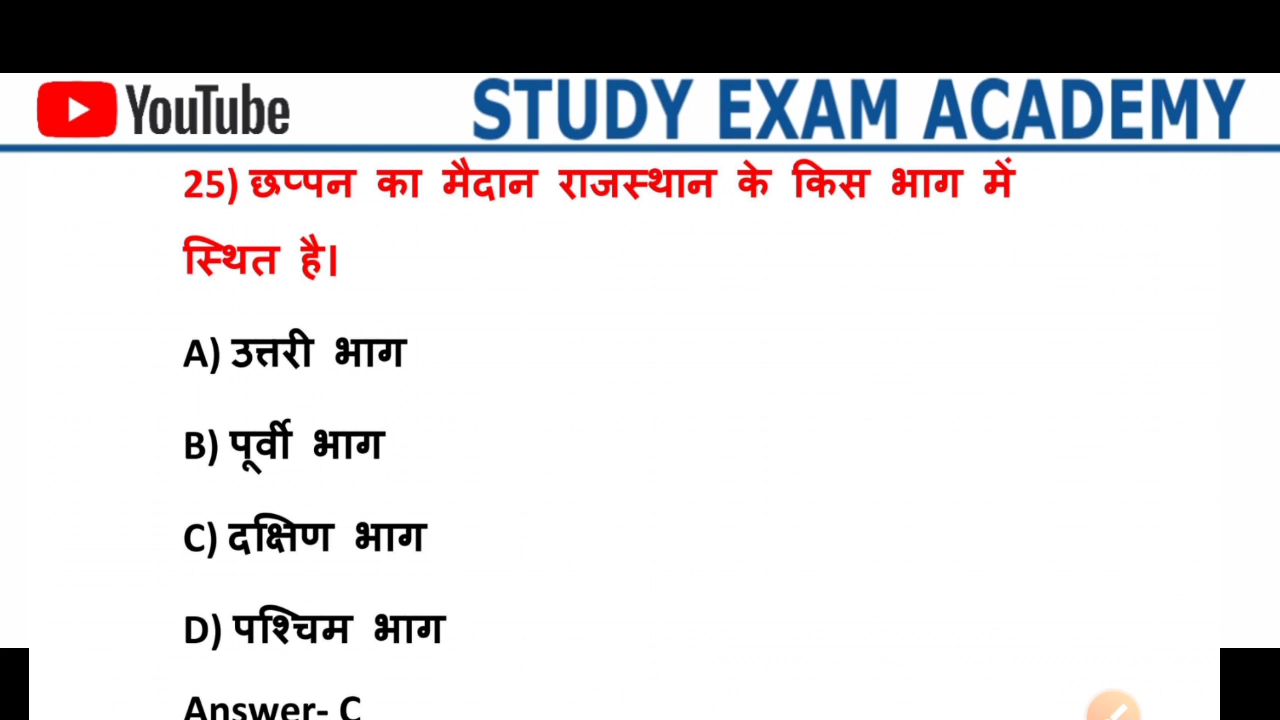 YouTube STUDY EXAM ACADEMY
25) छप्पन का मैदान राजस्थान के किस भाग में
स्थित है।
A) उत्तरी भाग
B) पूर्वी भाग
C) दक्षिण भाग
D) पश्चिम भाग
Answer- C